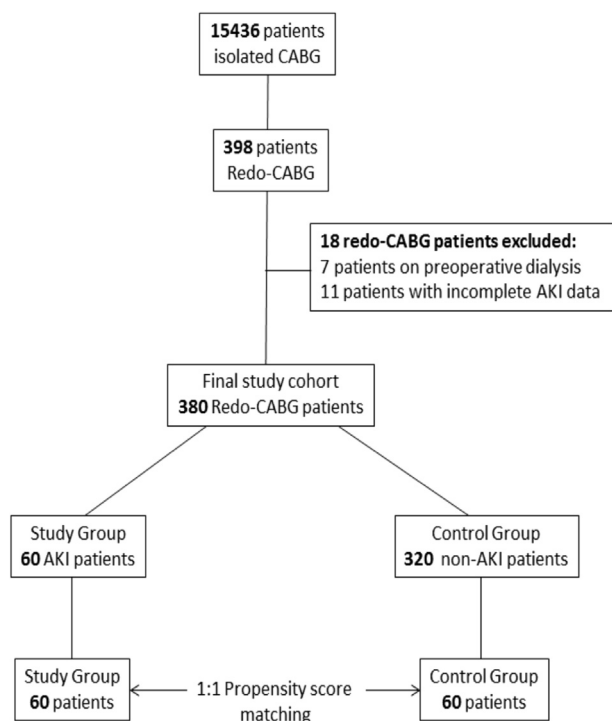 15436 patients
isolated CABG
398 patients
Redo-CABG
18 redo-CABG patients excluded:
7 patients on preoperative dialysis
11 patients with incomplete AKI data
Final study cohort
380 Redo-CABG patients
Study Group
60 AKI patients
Control Group
320 non-AKI patients
Study Group
60 patients
1:1 Propensity score
matching
Control Group
60 patients